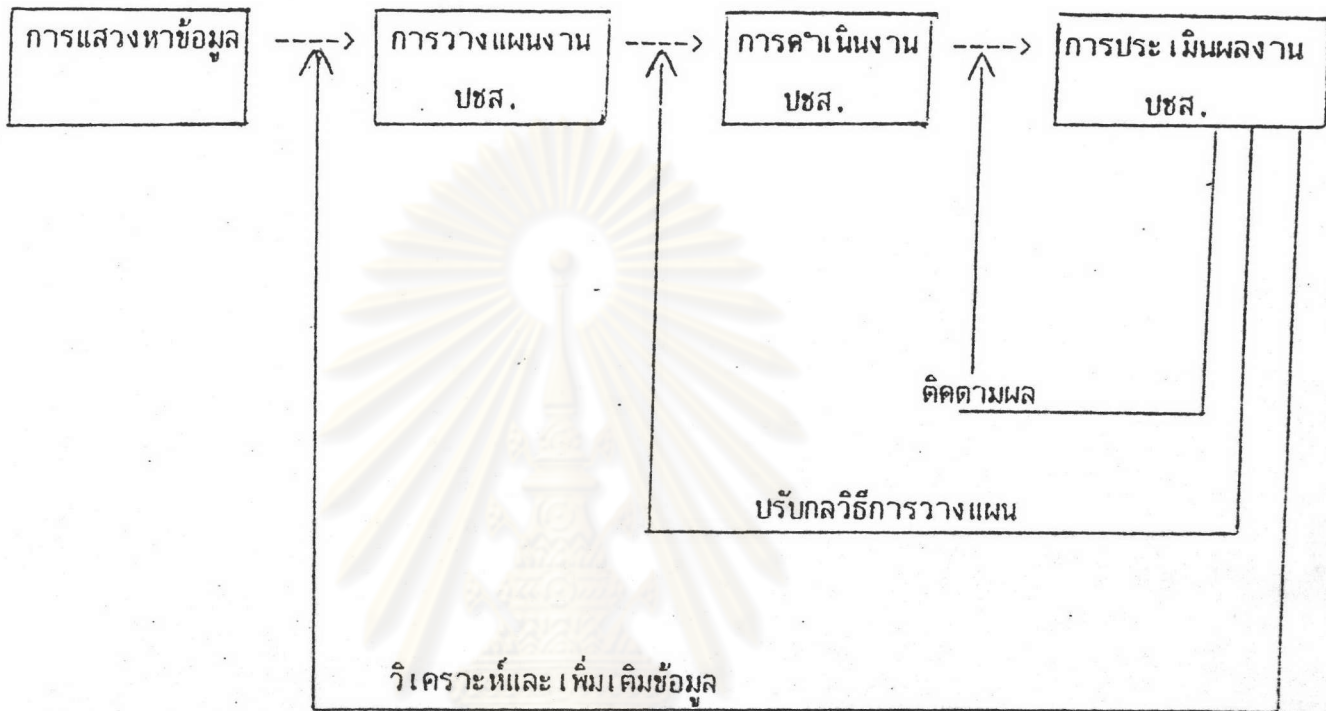 การแสวงหาข้อมูล ----> การวางแผนงาน ----> การดำเนินงาน ----> การประเมินผลงาน
ปชส. ปชส. ปชส.
ติดตามผล
ปรับกลวิธีการวางแผน
วิเคราะห์และเพิ่มเติมข้อมูล